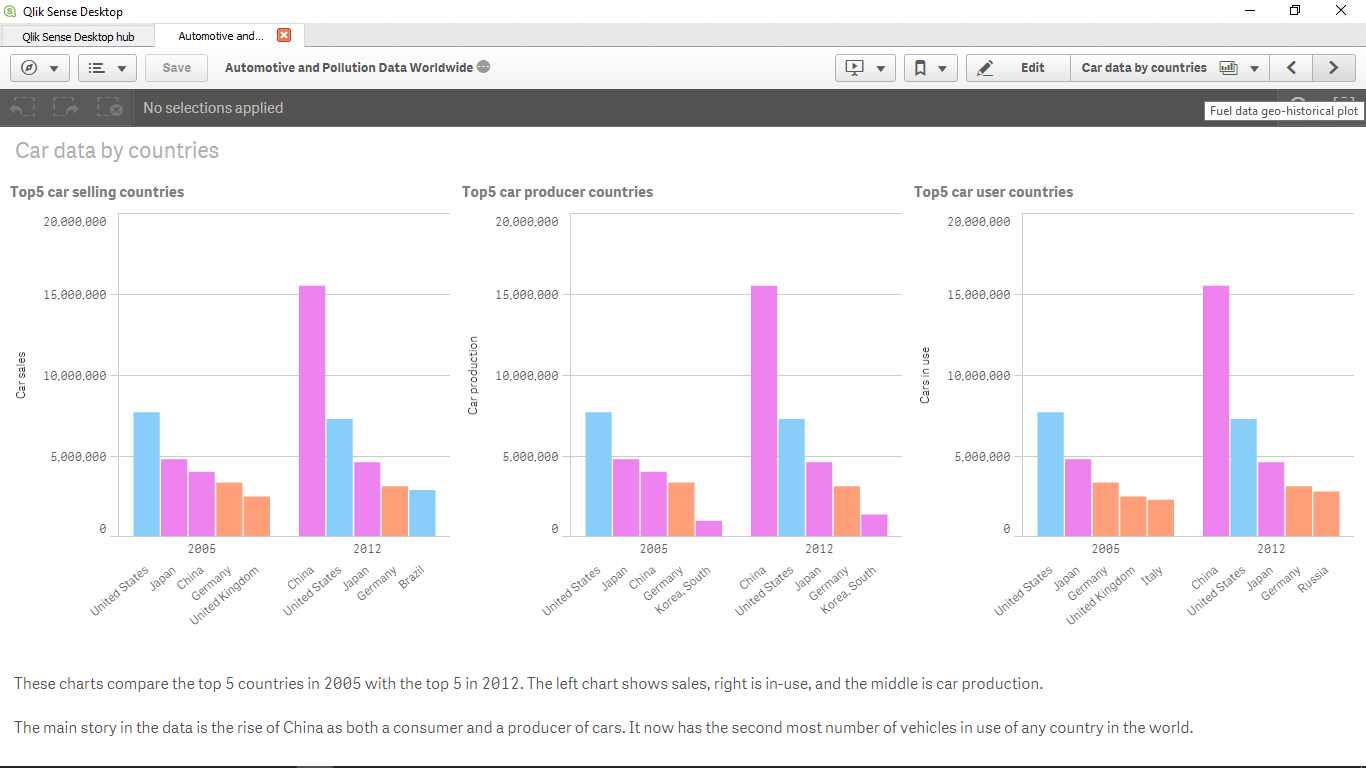 Qlik Sense Desktop
Qlik Sense Desktop hub
Automotive and...
Save
Automotive and Pollution Data Worldwide
Edit
Car data by countries
No selections applied
Fuel data geo-historical plot
Car data by countries
Top5 car selling countries
20,000,000
15,000,000
10,000,000
5,000,000
0
Car sales
2005
2012
United States
Japan
China
Germany
United Kingdom
China
United States
Japan
Germany
Brazil
Top5 car producer countries
20,000,000
15,000,000
10,000,000
5,000,000
0
Car production
2005
2012
United States
Japan
China
Germany
Korea, South
China
United States
Japan
Germany
Korea, South
Top5 car user countries
20,000,000
15,000,000
10,000,000
5,000,000
0
Cars in use
2005
2012
United States
Japan
Germany
United Kingdom
Italy
China
United States
Japan
Germany
Russia
These charts compare the top 5 countries in 2005 with the top 5 in 2012. The left chart shows sales, right is in-use, and the middle is car production.
The main story in the data is the rise of China as both a consumer and a producer of cars. It now has the second most number of vehicles in use of any country in the world.